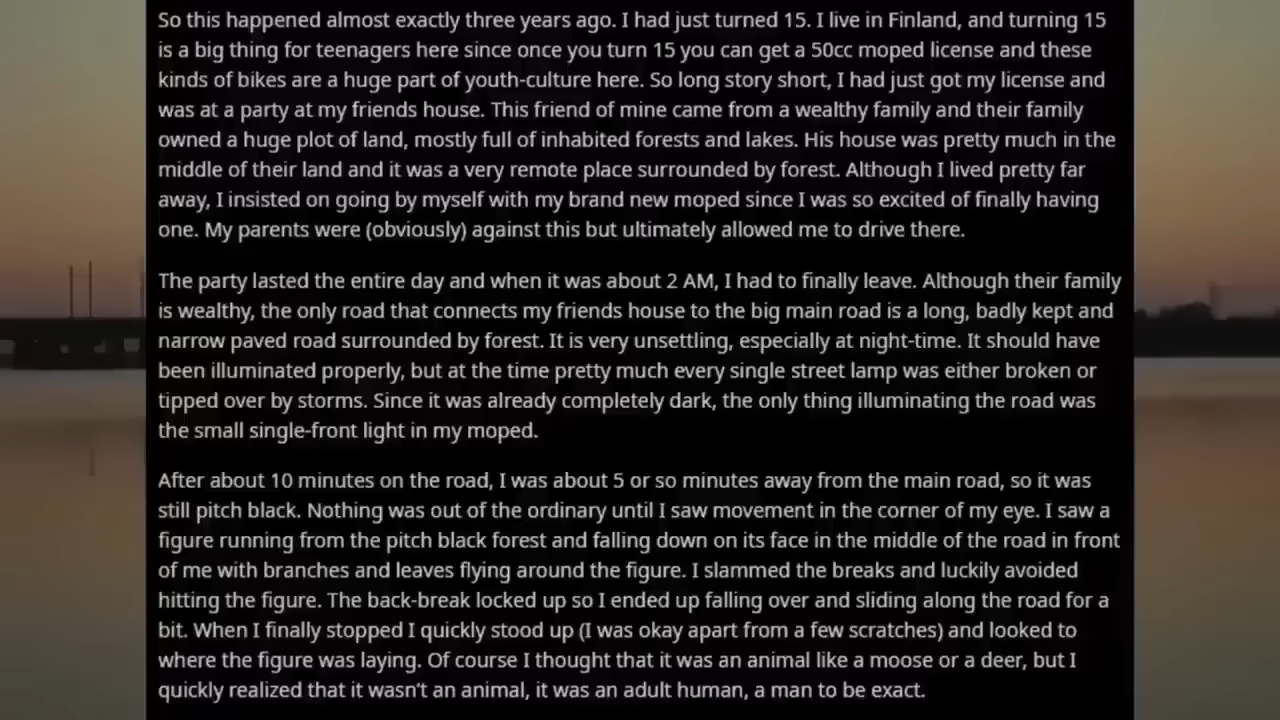 So this happened almost exactly three years ago. I had just turned 15. I live in Finland, and turning 15
is a big thing for teenagers here since once you turn 15 you can get a 50cc moped license and these
kinds of bikes are a huge part of youth-culture here. So long story short, I had just got my license and
was at a party at my friends house. This friend of mine came from a wealthy family and their family
owned a huge plot of land, mostly full of inhabited forests and lakes. His house was pretty much in the
middle of their land and it was a very remote place surrounded by forest. Although I lived pretty far
away, I insisted on going by myself with my brand new moped since I was so excited of finally having
one. My parents were (obviously) against this but ultimately allowed me to drive there.
The party lasted the entire day and when it was about 2 AM, I had to finally leave. Although their family
is wealthy, the only road that connects my friends house to the big main road is a long, badly kept and
narrow paved road surrounded by forest. It is very unsettling, especially at night-time. It should have
been illuminated properly, but at the time pretty much every single street lamp was either broken or
tipped over by storms. Since it was already completely dark, the only thing illuminating the road was
the small single-front light in my moped.
After about 10 minutes on the road, I was about 5 or so minutes away from the main road, so it was
still pitch black. Nothing was out of the ordinary until I saw movement in the corner of my eye. I saw a
figure running from the pitch black forest and falling down on its face in the middle of the road in front
of me with branches and leaves flying around the figure. I slammed the breaks and luckily avoided
hitting the figure. The back-break locked up so I ended up falling over and sliding along the road for a
bit. When I finally stopped I quickly stood up (I was okay apart from a few scratches) and looked to
where the figure was laying. Of course I thought that it was an animal like a moose or a deer, but I
quickly realized that it wasn't an animal, it was an adult human, a man to be exact.